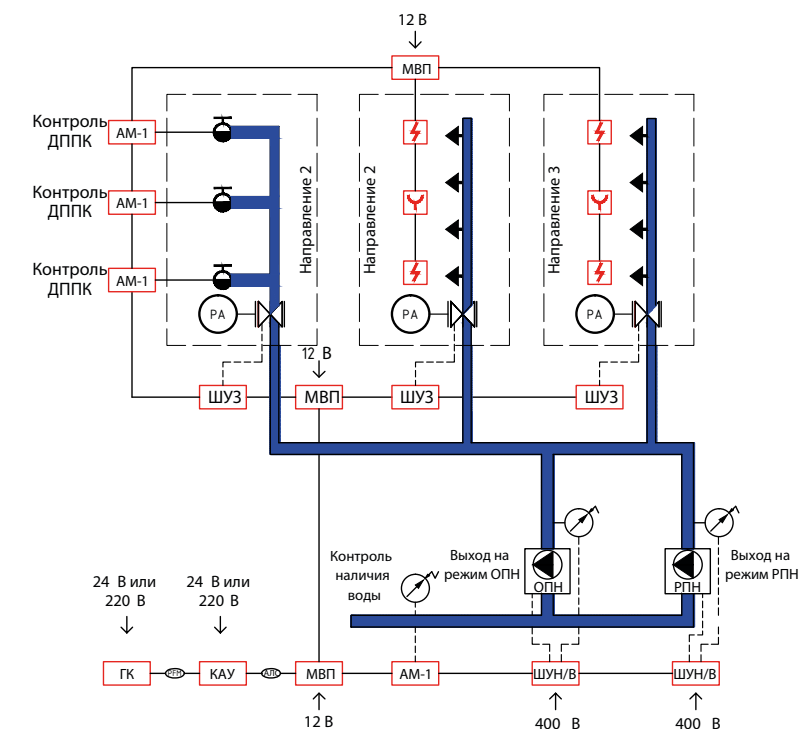 12 В
МВП
Контроль
ДППК
АМ-1
Контроль
ДППК
АМ-1
Контроль
ДППК
АМ-1
Направление 2
Направление 2
Направление 3
РА
РА
РА
12 В
ШУЗ
МВП
ШУЗ
ШУЗ
Контроль
наличия
воды
Выход на
режим ОПН
ОПН
РПН
Выход на
режим РПН
24 В или
220 В
24 В или
220 В
ГК
РГМ
КАУ
АЛС
МВП
АМ-1
ШУН/В
ШУН/В
12 В
400 В
400 В